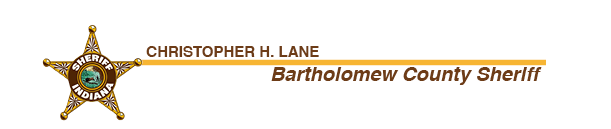 SHERIFF
INDIANA
CHRISTOPHER H. LANE
Bartholomew County Sheriff